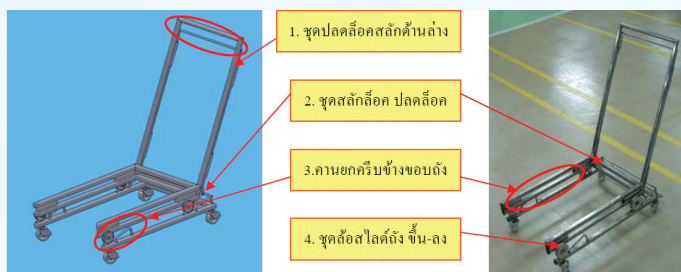 1. ชุดปลดล็อคสลักด้านล่าง
2. ชุดสลักล็อค ปลดล็อค
3.คานยกครีบข้างขอบถัง
4. ชุดล้อสไลด์ถัง ขึ้น-ลง